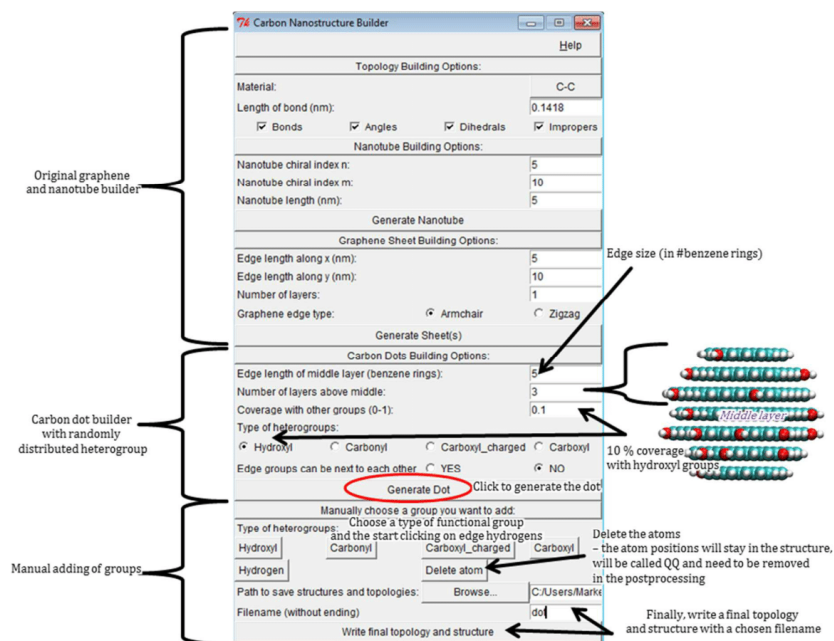 Tk Carbon Nanostructure Builder
Help
Topology Building Options:
Material: C-C
Length of bond (nm): 0.1418
Bonds Angles Dihedrals Impropers
Nanotube Building Options:
Nanotube chiral index n: 5
Nanotube chiral index m: 10
Nanotube length (nm): 5
Generate Nanotube
Graphene Sheet Building Options:
Edge length along x (nm): 5
Edge length along y (nm): 10
Number of layers: 1
Graphene edge type: Armchair Zigzag
Generate Sheet(s)
Carbon Dots Building Options:
Edge length of middle layer (benzene rings): 5
Number of layers above middle: 3
Coverage with other groups (0-1): 0.1
Type of heterogroups:
Hydroxyl Carbonyl Carboxyl_charged Carboxyl
Edge groups can be next to each other YES NO
Generate Dot
Click to generate the dot
Manually choose a group you want to add:
Type of heterogroups:
Choose a type of functional group
and the start clicking on edge hydrogens
Hydroxyl Carbonyl Carboxyl_charged Carboxyl
Hydrogen Delete atom
Path to save structures and topologies: Browse... C:/Users/Marke
Filename (without ending) dot
Write final topology and structure
Original graphene
and nanotube builder
Carbon dot builder
with randomly
distributed heterogroup
Manual adding of groups
Edge size (in #benzene rings)
Middle layer
10 % coverage
with hydroxyl groups
Delete the atoms
– the atom positions will stay in the structure,
will be called QQ and need to be removed
in the postprocessing
Finally, write a final topology
and structure with a chosen filename